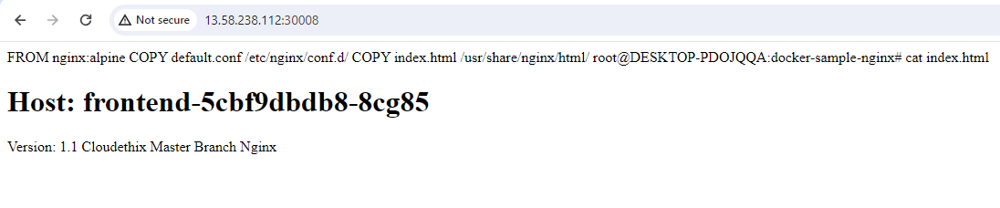 Not secure 13.58.238.112:30008
FROM nginx:alpine COPY default.conf /etc/nginx/conf.d/ COPY index.html /usr/share/nginx/html/ root@DESKTOP-PDOJQQA:docker-sample-nginx# cat index.html
Host: frontend-5cbf9dbdb8-8cg85
Version: 1.1 Cloudethix Master Branch Nginx